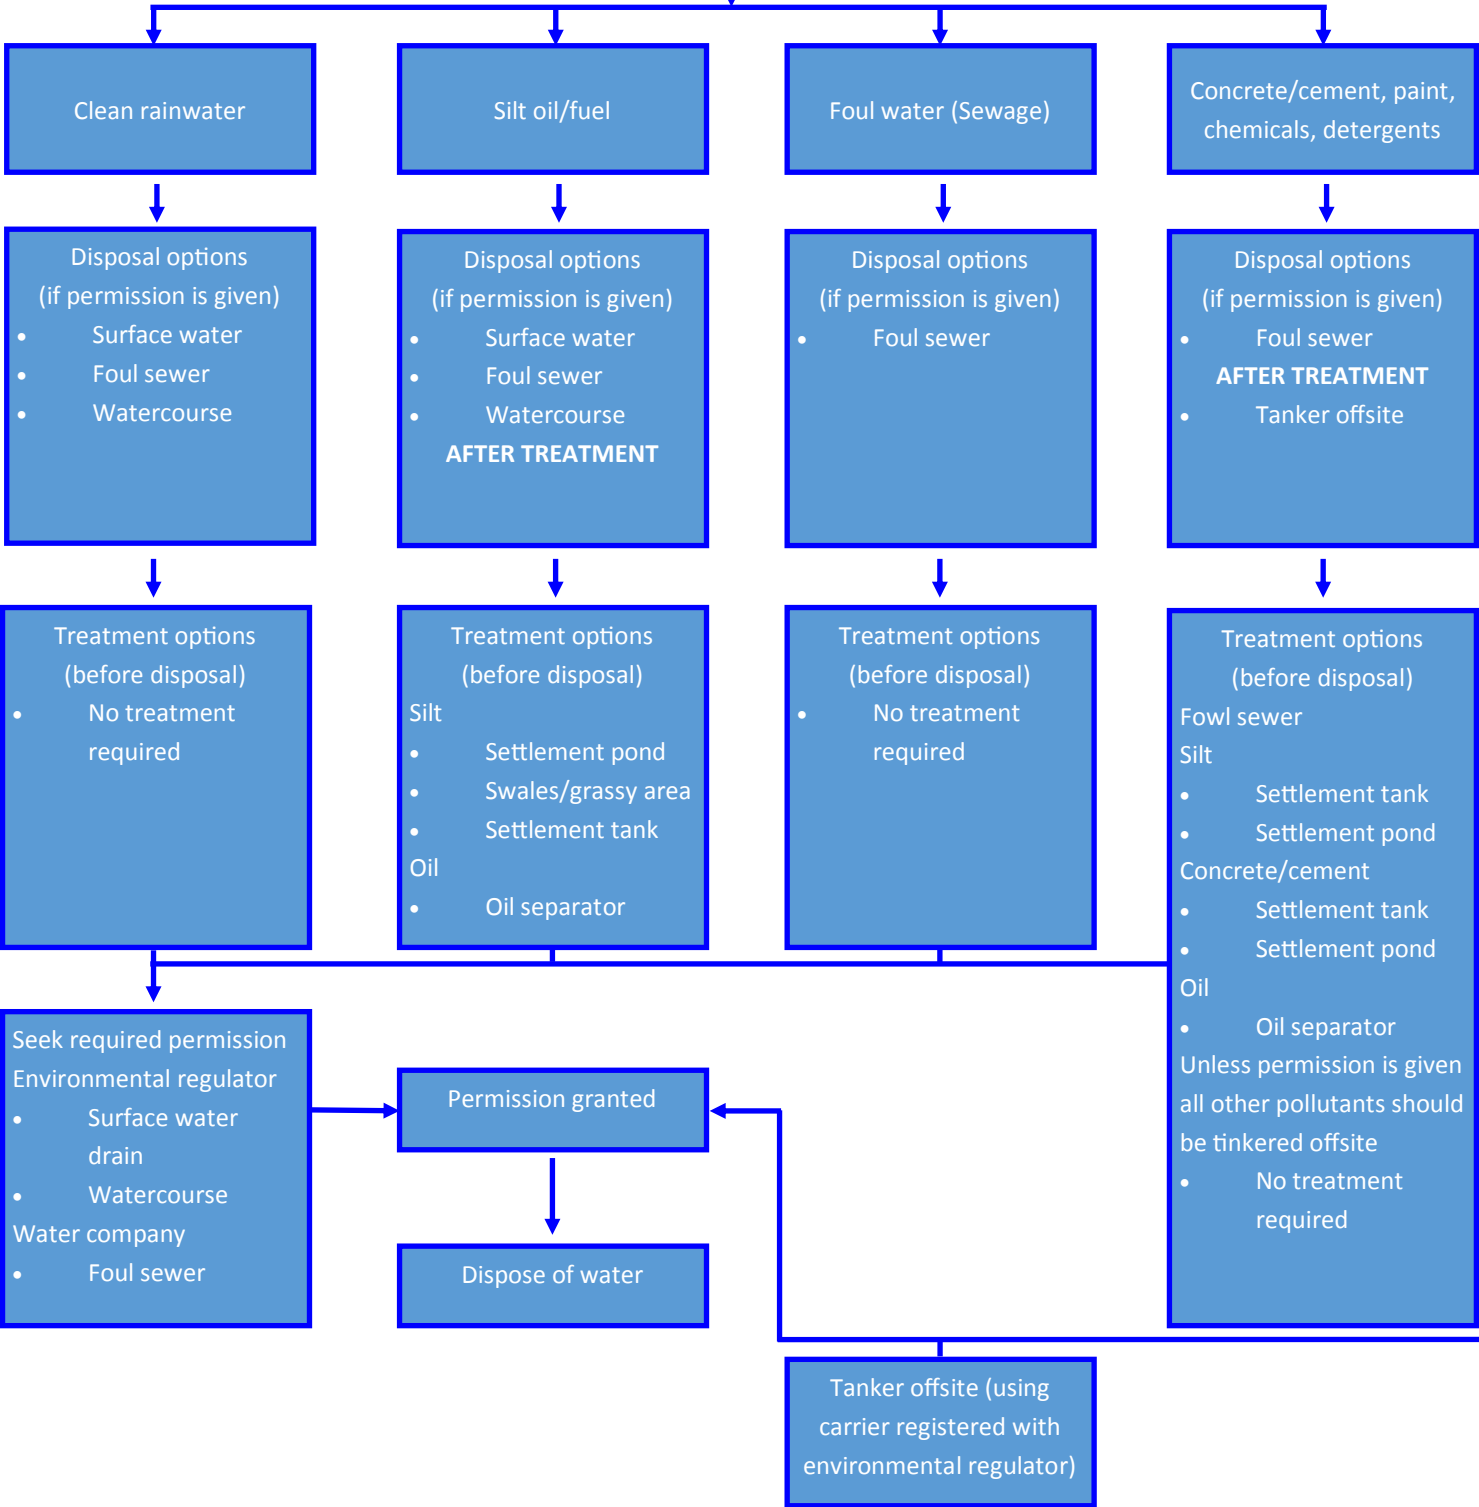 Clean rainwater
Silt oil/fuel
Foul water (Sewage)
Concrete/cement, paint,
chemicals, detergents
Disposal options
(if permission is given)
• Surface water
• Foul sewer
• Watercourse
Disposal options
(if permission is given)
• Surface water
• Foul sewer
• Watercourse
AFTER TREATMENT
Disposal options
(if permission is given)
• Foul sewer
Disposal options
(if permission is given)
• Foul sewer
AFTER TREATMENT
• Tanker offsite
Treatment options
(before disposal)
• No treatment
required
Treatment options
(before disposal)
Silt
• Settlement pond
• Swales/grassy area
• Settlement tank
Oil
• Oil separator
Treatment options
(before disposal)
• No treatment
required
Treatment options
(before disposal)
Fowl sewer
Silt
• Settlement tank
• Settlement pond
Concrete/cement
• Settlement tank
• Settlement pond
Oil
• Oil separator
Unless permission is given
all other pollutants should
be tinkered offsite
• No treatment
required
Seek required permission
Environmental regulator
• Surface water
drain
• Watercourse
Water company
• Foul sewer
Permission granted
Dispose of water
Tanker offsite (using
carrier registered with
environmental regulator)